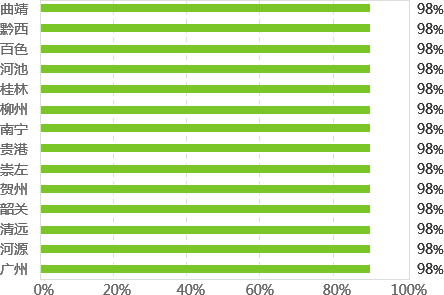 曲靖 98%
黔西 98%
百色 98%
河池 98%
桂林 98%
柳州 98%
南宁 98%
贵港 98%
崇左 98%
贺州 98%
韶关 98%
清远 98%
河源 98%
广州 98%
0% 20% 40% 60% 80% 100%